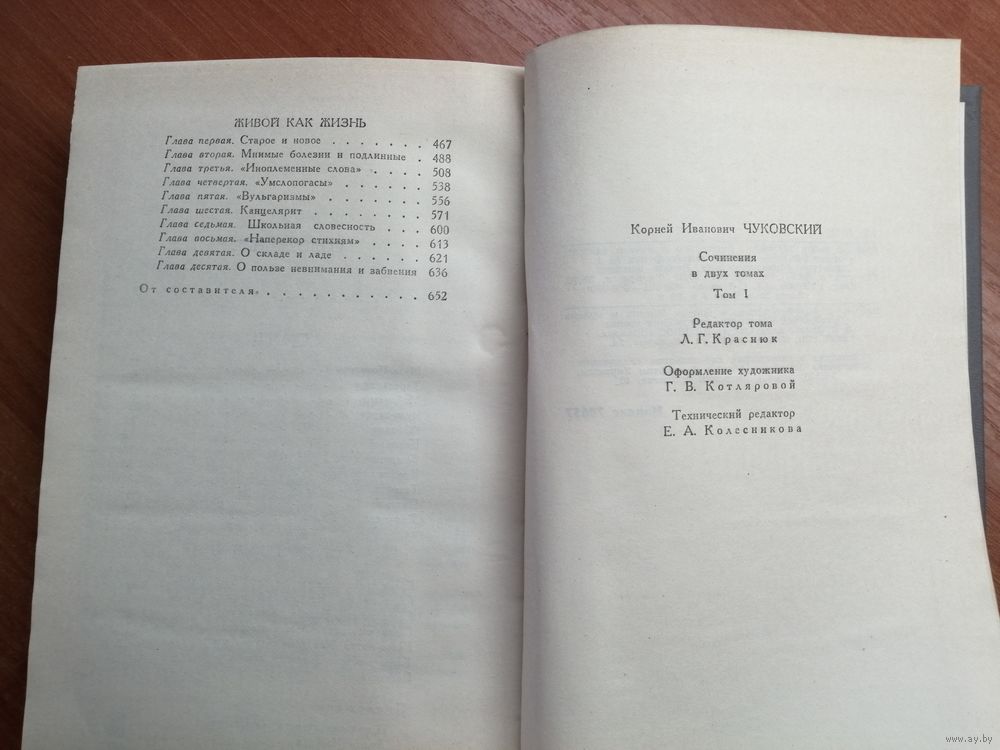 ЖИВОЙ КАК ЖИЗНЬ
Глава первая. Старое и новое . . . . . . . 467
Глава вторая. Мнимые болезни и подлинные . 488
Глава третья. «Иноплеменные слова» . . . . 508
Глава четвертая. «Умслопогасы» . . . . . . 538
Глава пятая. «Вульгаризмы» . . . . . . . 556
Глава шестая. Канцелярит . . . . . . . . 571
Глава седьмая. Школьная словесность . . . 600
Глава восьмая. «Наперекор стихиям» . . . . 613
Глава девятая. О складе и ладе . . . . . . 621
Глава десятая. О пользе невнимания и забвения 636
От составителя. . . . . . . . . . . . 652
Корней Иванович ЧУКОВСКИЙ
Сочинения
в двух томах
Том I
Редактор тома
Л. Г. Краснюк
Оформление художника
Г. В. Котляровой
Технический редактор
Е. А. Колесникова
www.ay.by